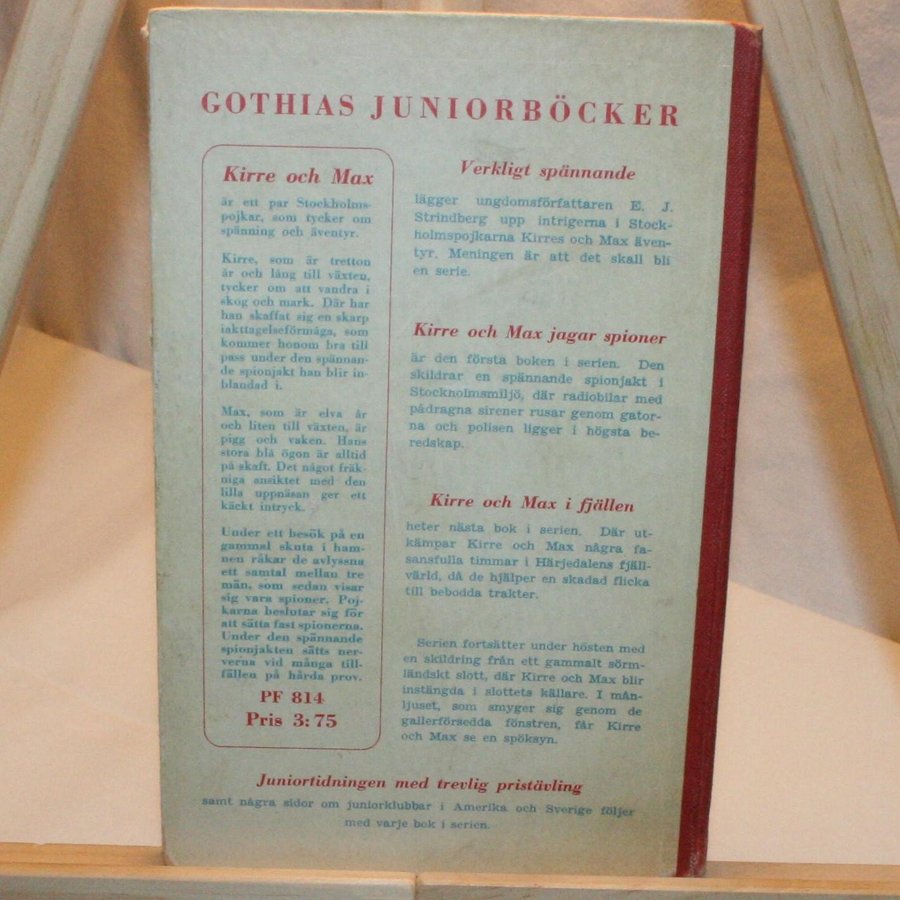 GOTHIAS JUNIORBÖCKER
Kirre och Max
är ett par Stockholms-
pojkar, som tycker om
spänning och äventyr.
Kirre, som är tretton
år och lång till växten,
tycker om att vandra i
skog och mark. Där har
han skaffat sig en skarp
iakttagelseförmåga, som
kommer honom bra till
pass under den spännan-
de spionjakt han blir in-
blandad i.
Max, som är elva år
och liten till växten, är
pigg och vaken. Hans
stora blå ögon är alltid
på skaft. Det något fräk-
niga ansiktet med den
lilla uppnäsan ger ett
käckt intryck.
Under ett besök på en
gammal skuta i ham-
nen råkar de avlyssna
ett samtal mellan tre
män, som sedan visar
sig vara spioner. Poj-
karna beslutar sig för
att sätta fast spionerna.
Under den spännande
spionjakten sätts ner-
verna vid många till-
fällen på hårda prov.
PF 814
Pris 3:75
Verkligt spännande
lägger ungdomsförfattaren E. J.
Strindberg upp intrigerna i Stock-
holmspojkarna Kirres och Max även-
tyr. Meningen är att det skall bli
en serie.
Kirre och Max jagar spioner
är den första boken i serien. Den
skildrar en spännande spionjakt i
Stockholmsmiljö, där radiobilar med
pådragna sirener rusar genom gator-
na och polisen ligger i högsta be-
redskap.
Kirre och Max i fjällen
heter nästa bok i serien. Där ut-
kämpar Kirre och Max några fa-
sansfulla timmar i Härjedalens fjäll-
värld, då de hjälper en skadad flicka
till bebodda trakter.
Serien fortsätter under hösten med
en skildring från ett gammalt sörm-
ländskt slott, där Kirre och Max blir
instängda i slottets källare. I mån-
ljuset, som smyger sig genom de
gallerförsedda fönstren, får Kirre
och Max se en spöksyn.
Juniortidningen med trevlig pristävling
samt några sidor om juniorklubbar i Amerika och Sverige följer
med varje bok i serien.